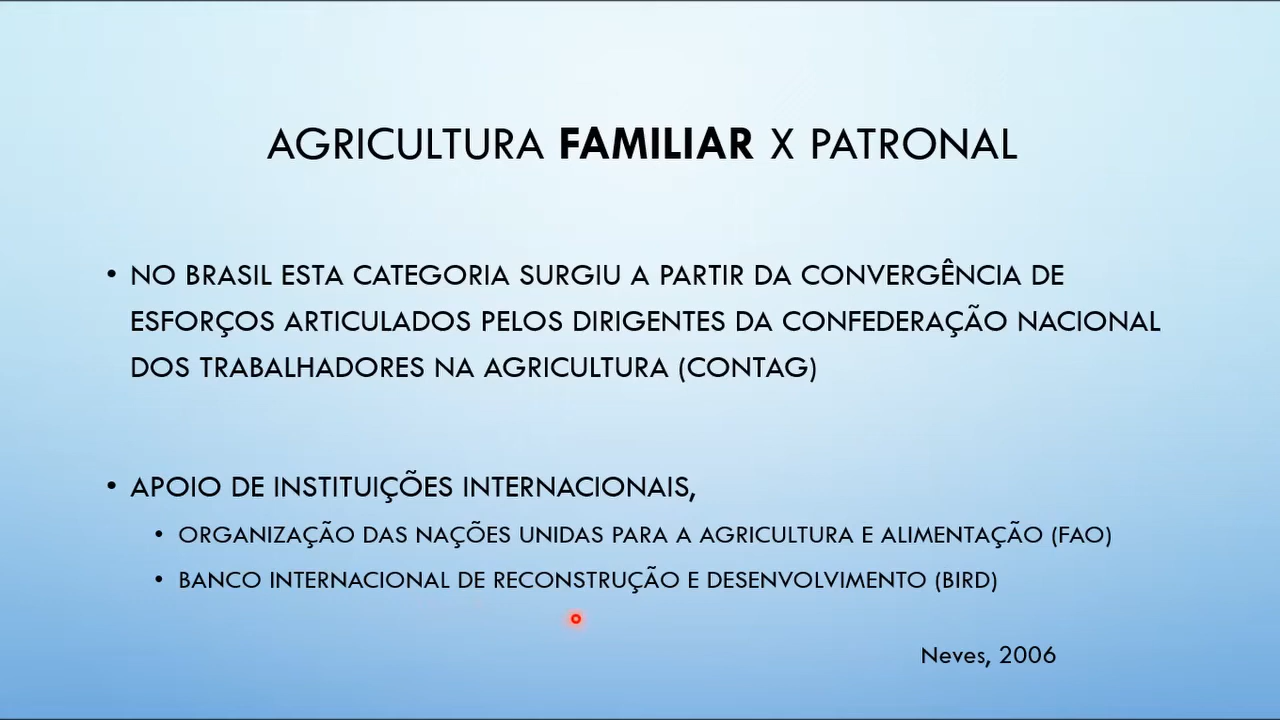 AGRICULTURA FAMILIAR X PATRONAL
• NO BRASIL ESTA CATEGORIA SURGIU A PARTIR DA CONVERGÊNCIA DE
ESFORÇOS ARTICULADOS PELOS DIRIGENTES DA CONFEDERAÇÃO NACIONAL
DOS TRABALHADORES NA AGRICULTURA (CONTAG)
• APOIO DE INSTITUIÇÕES INTERNACIONAIS,
• ORGANIZAÇÃO DAS NAÇÕES UNIDAS PARA A AGRICULTURA E ALIMENTAÇÃO (FAO)
• BANCO INTERNACIONAL DE RECONSTRUÇÃO E DESENVOLVIMENTO (BIRD)
Neves, 2006